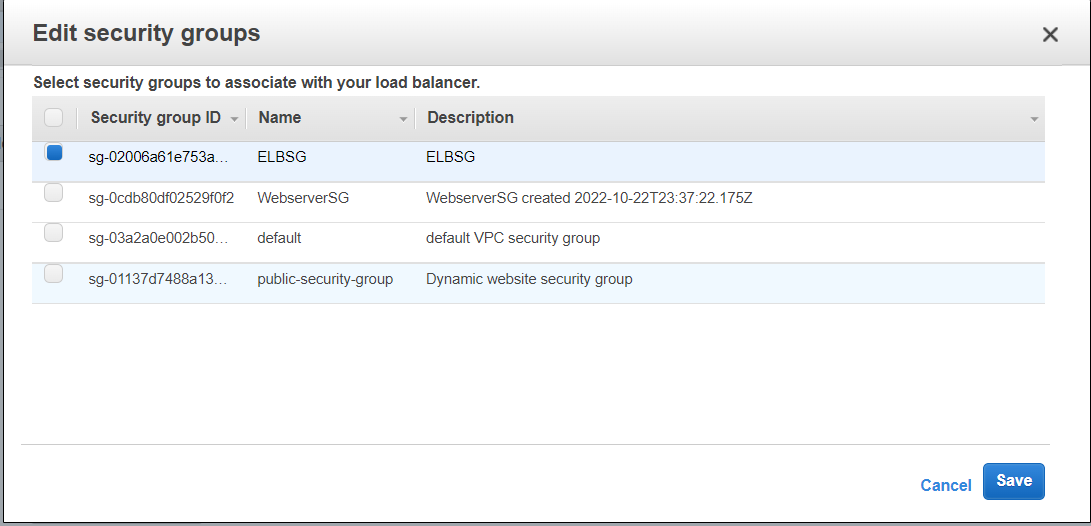 Edit security groups
Select security groups to associate with your load balancer.
Security group ID Name Description
sg-02006a61e753a... ELBSG ELBSG
sg-0cdb80df02529f0f2 WebserverSG WebserverSG created 2022-10-22T23:37:22.175Z
sg-03a2a0e002b50... default default VPC security group
sg-01137d7488a13... public-security-group Dynamic website security group
Cancel Save